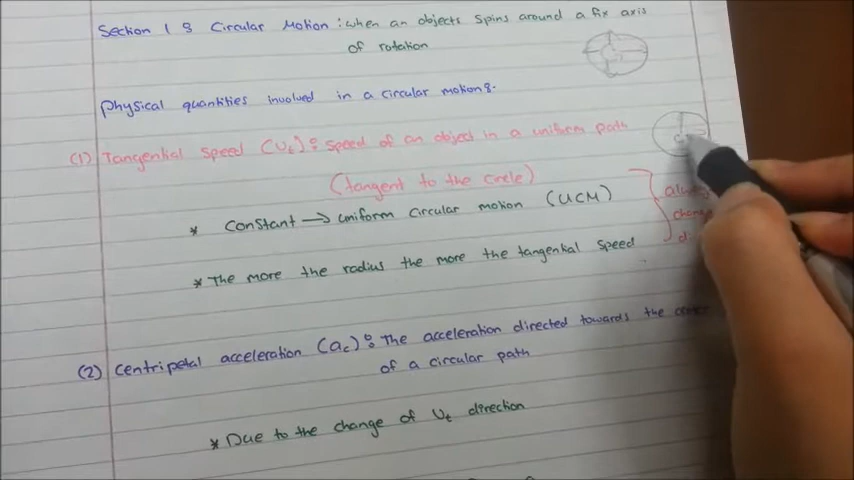 Section 1 : Circular Motion : when an objects spins around a fix axis
of rotation
Physical quantities involved in a circular motion :-
(1) Tangential speed (Ut) : speed of an object in a uniform path
(tangent to the circle)
* Constant → uniform circular motion (UCM)
* The more the radius the more the tangential speed
(2) Centripetal acceleration (ac) : The acceleration directed towards the
of a circular path
* Due to the change of Ut direction